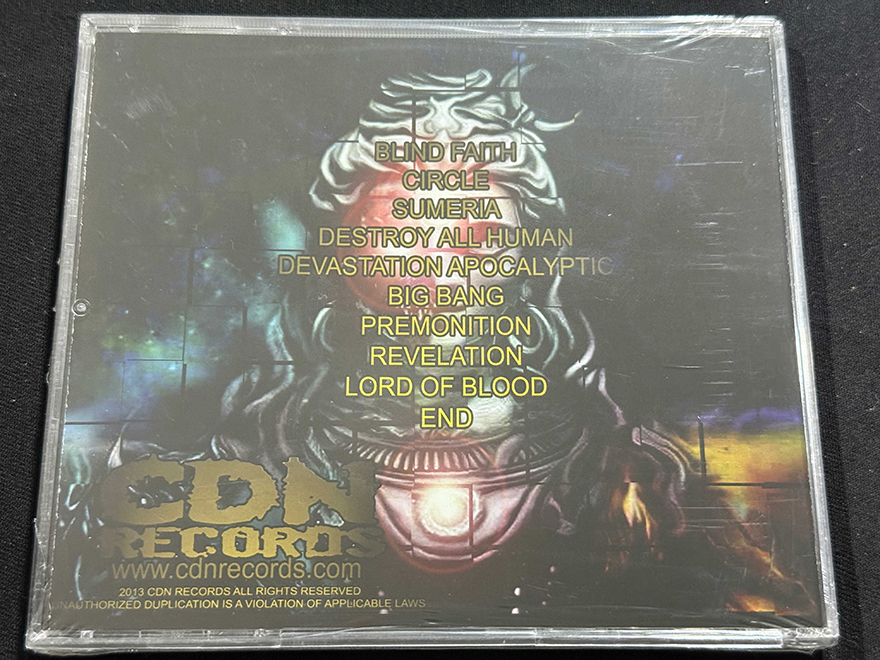 BLIND FAITH
CIRCLE
SUMERIA
DESTROY ALL HUMAN
DEVASTATION APOCALYPTIC
BIG BANG
PREMONITION
REVELATION
LORD OF BLOOD
END
CDN
RECORDS
www.cdnrecords.com
2013 CDN RECORDS ALL RIGHTS RESERVED
UNAUTHORIZED DUPLICATION IS A VIOLATION OF APPLICABLE LAWS